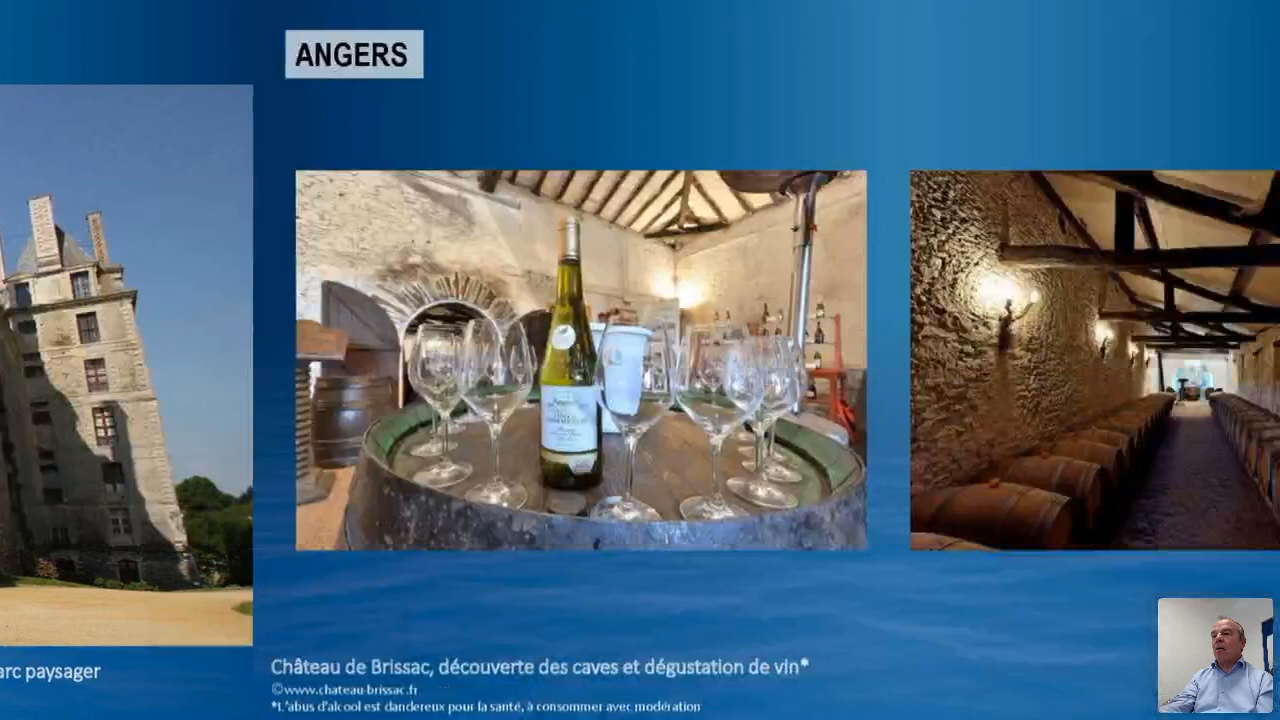 ANGERS
arc paysager
Château de Brissac, découverte des caves et dégustation de vin*
©www.chateau-brissac.fr
*L'abus d'alcool est dandereux pour la santé, à consommer avec modération